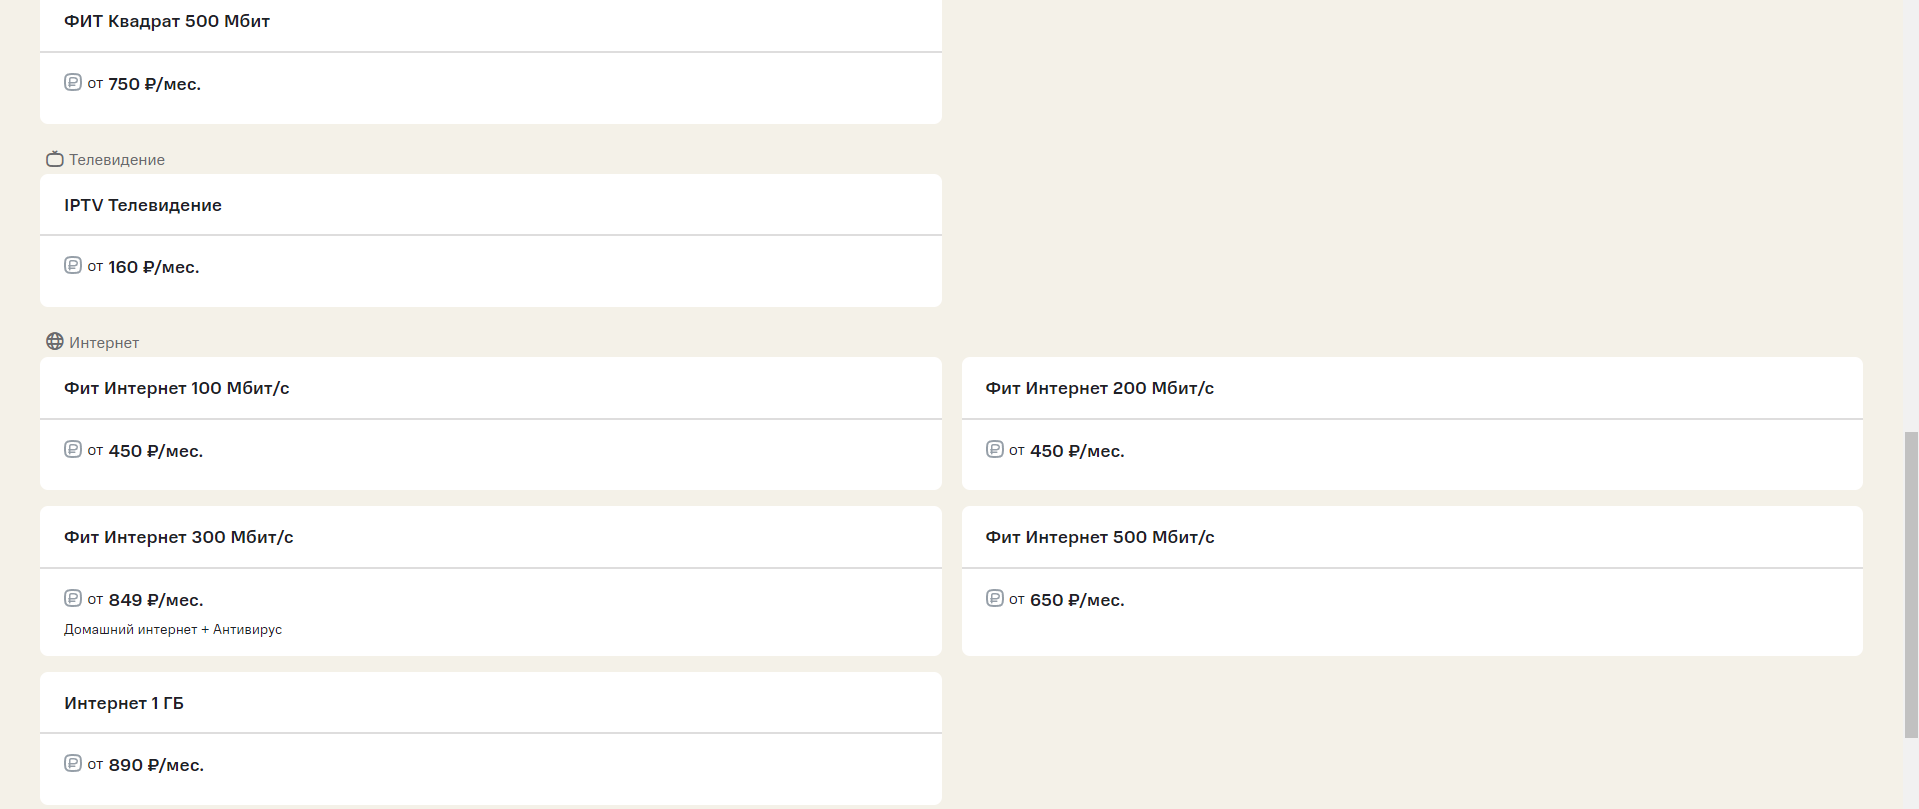 ФИТ Квадрат 500 Мбит
от 750 ₽/мес.
Телевидение
IPTV Телевидение
от 160 ₽/мес.
Интернет
Фит Интернет 100 Мбит/с
от 450 ₽/мес.
Фит Интернет 200 Мбит/с
от 450 ₽/мес.
Фит Интернет 300 Мбит/с
от 849 ₽/мес.
Домашний интернет + Антивирус
Фит Интернет 500 Мбит/с
от 650 ₽/мес.
Интернет 1 ГБ
от 890 ₽/мес.